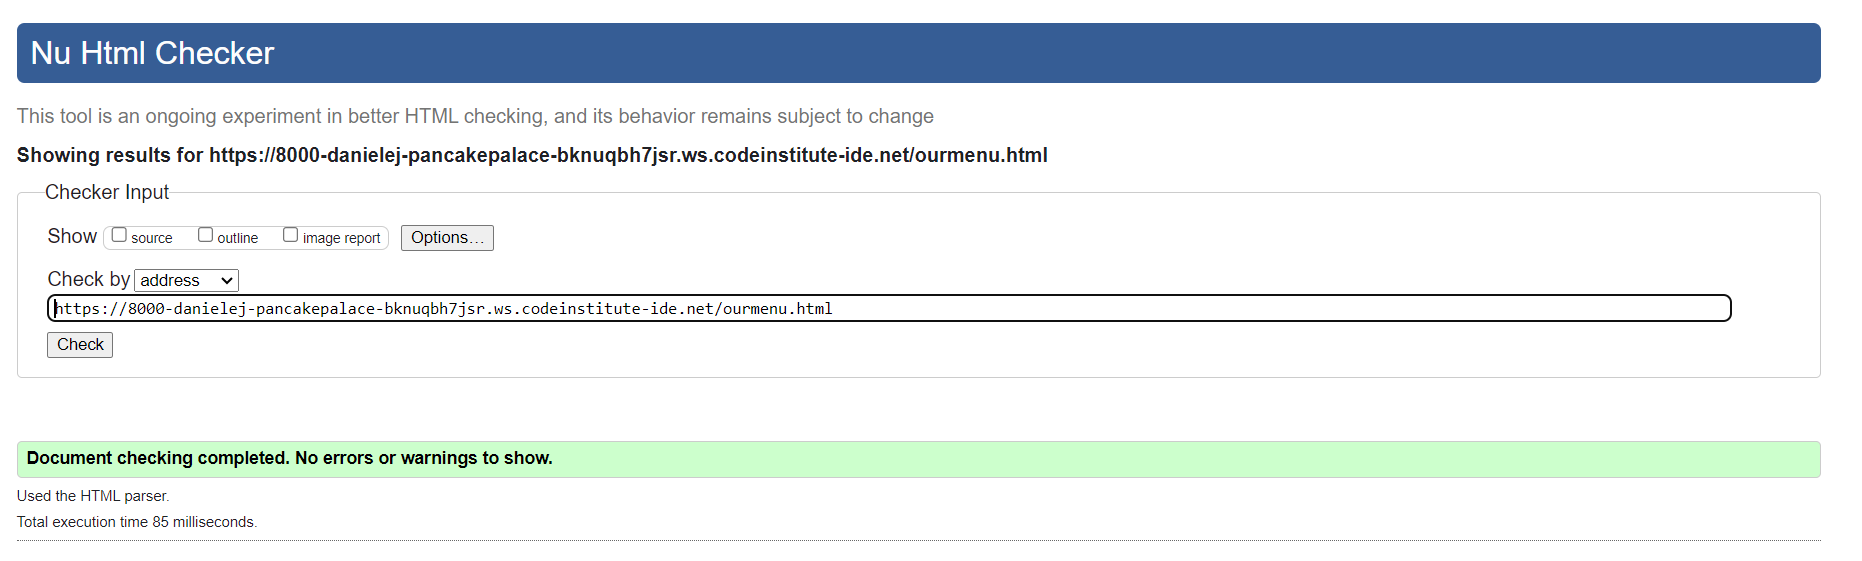 Nu Html Checker
This tool is an ongoing experiment in better HTML checking, and its behavior remains subject to change
Showing results for https://8000-danielej-pancakepalace-bknuqbh7jsr.ws.codeinstitute-ide.net/ourmenu.html
Checker Input
Show source outline image report Options...
Check by address
https://8000-danielej-pancakepalace-bknuqbh7jsr.ws.codeinstitute-ide.net/ourmenu.html
Check
Document checking completed. No errors or warnings to show.
Used the HTML parser.
Total execution time 85 milliseconds.